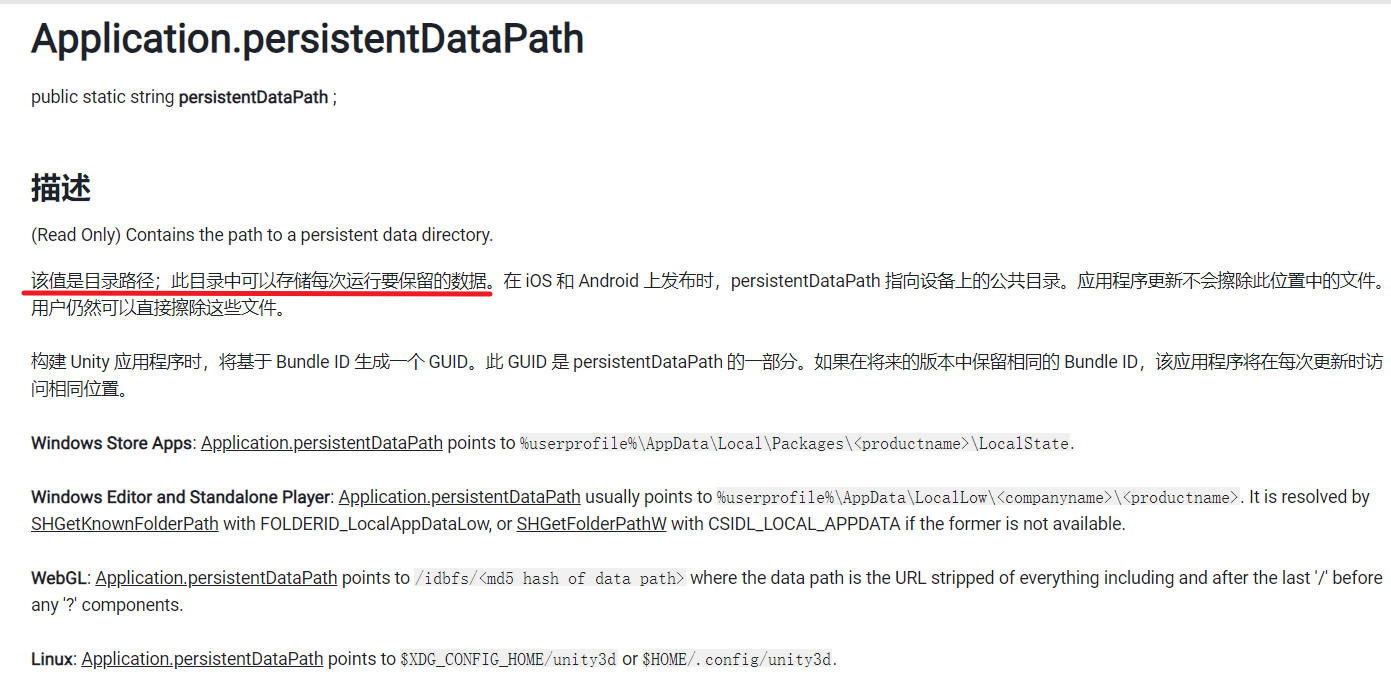 Application.persistentDataPath
public static string persistentDataPath ;
描述
(Read Only) Contains the path to a persistent data directory.
该值是目录路径；此目录中可以存储每次运行要保留的数据。在 iOS 和 Android 上发布时，persistentDataPath 指向设备上的公共目录。应用程序更新不会擦除此位置中的文件。
用户仍然可以直接擦除这些文件。
构建 Unity 应用程序时，将基于 Bundle ID 生成一个 GUID。此 GUID 是 persistentDataPath 的一部分。如果在将来的版本中保留相同的 Bundle ID，该应用程序将在每次更新时访
问相同位置。
Windows Store Apps: Application.persistentDataPath points to %userprofile%\AppData\Local\Packages\<productname>\LocalState.
Windows Editor and Standalone Player: Application.persistentDataPath usually points to %userprofile%\AppData\LocalLow\<companyname>\<productname>. It is resolved by
SHGetKnownFolderPath with FOLDERID_LocalAppDataLow, or SHGetFolderPathW with CSIDL_LOCAL_APPDATA if the former is not available.
WebGL: Application.persistentDataPath points to /idbfs/<md5 hash of data path> where the data path is the URL stripped of everything including and after the last '/' before
any '?' components.
Linux: Application.persistentDataPath points to $XDG_CONFIG_HOME/unity3d or $HOME/.config/unity3d.